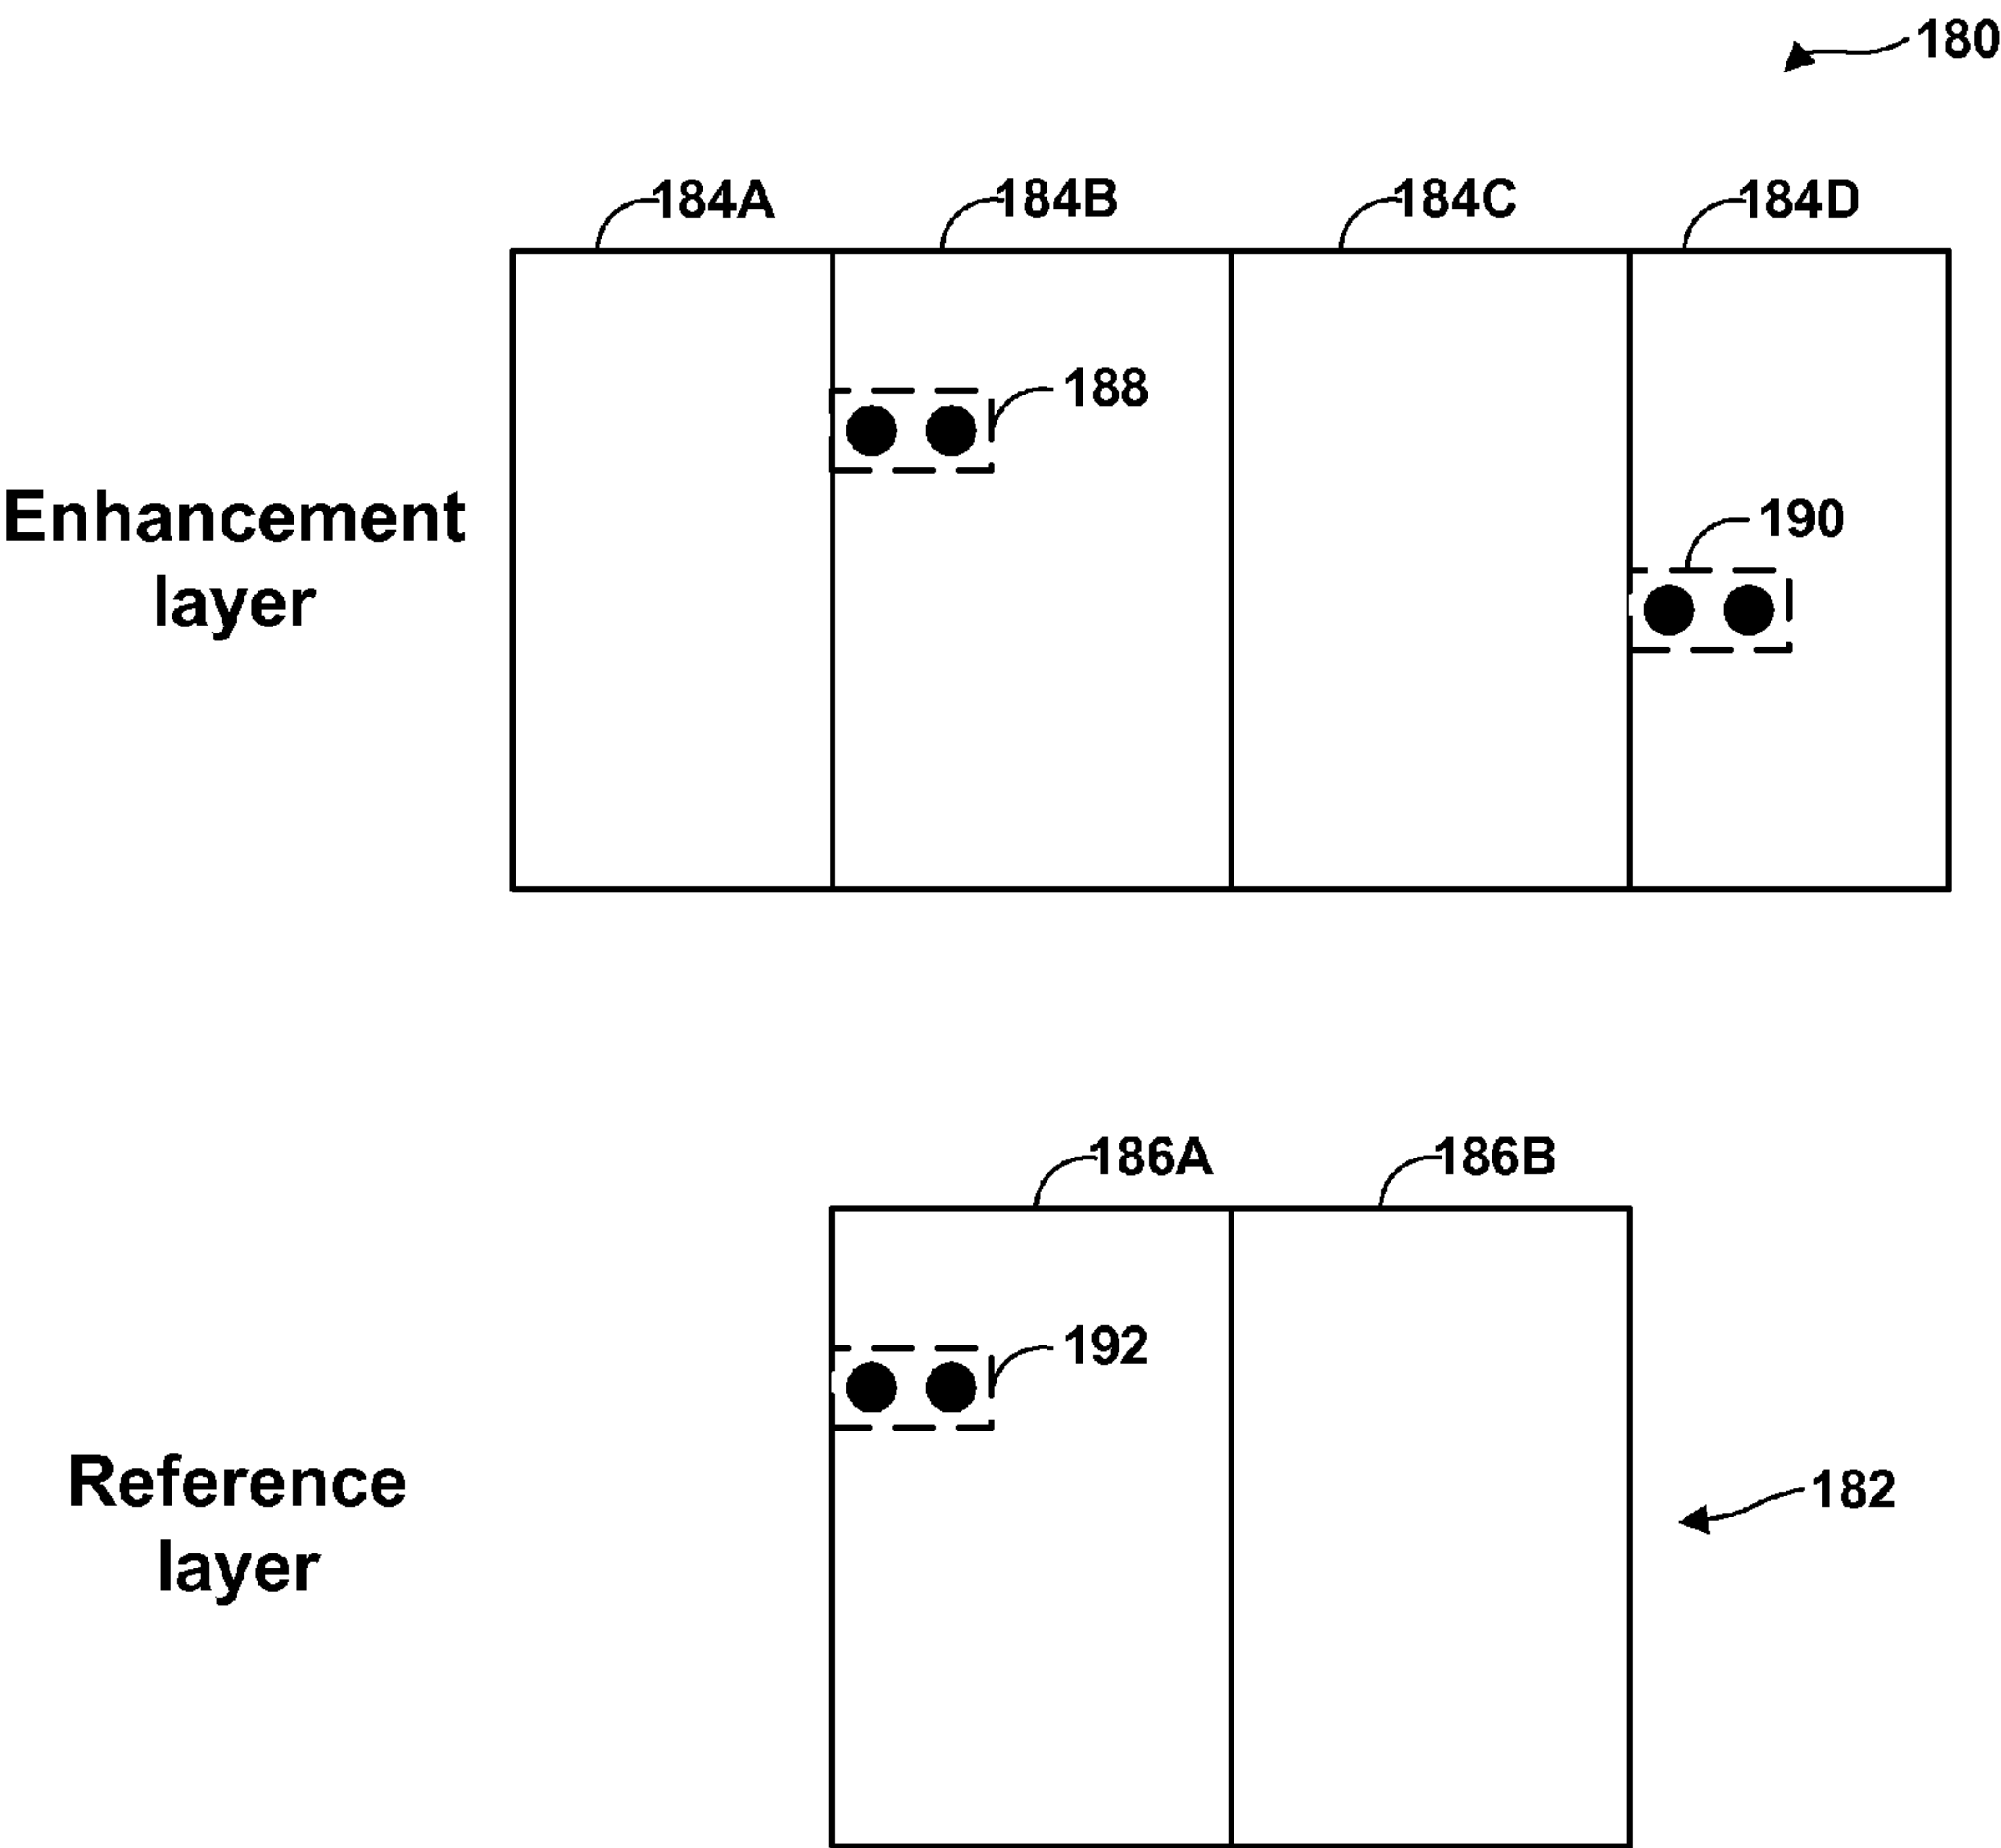 180
184A 184B 184C 184D
188
190
Enhancement
layer
186A 186B
192
Reference
layer
182